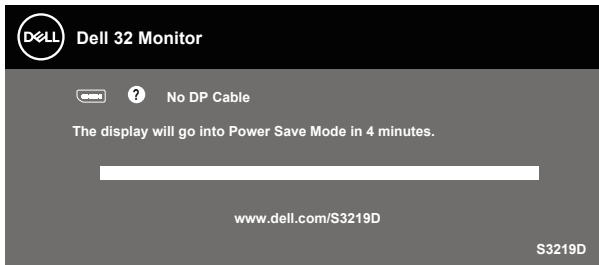 DELL
Dell 32 Monitor
? No DP Cable
The display will go into Power Save Mode in 4 minutes.
www.dell.com/S3219D
S3219D